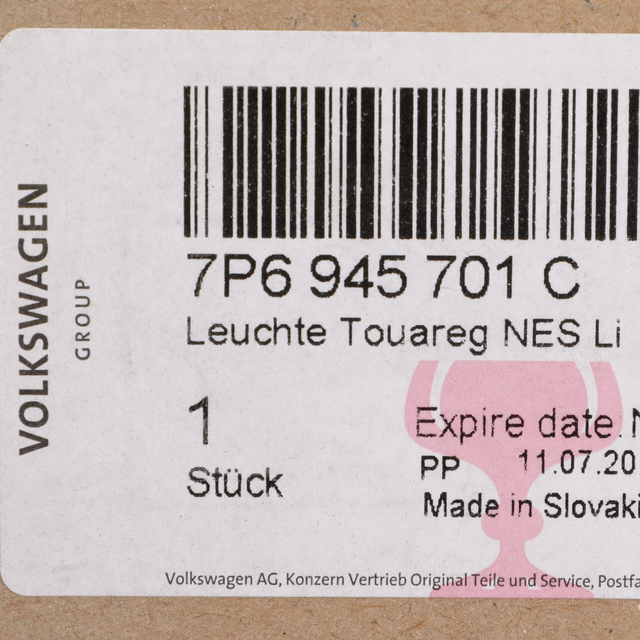 VOLKSWAGEN
GROUP
7P6 945 701 C
Leuchte Touareg NES Li
1
Stück
Expire date
PP 11.07.20
Made in Slovaki
Volkswagen AG, Konzern Vertrieb Original Teile und Service, Postfa